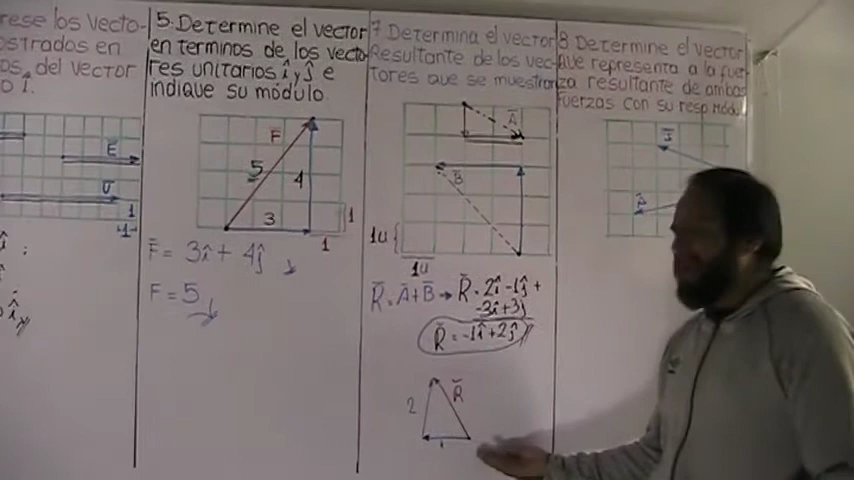 rese los Vecto-
ostrados en
os, del VECTOR
o 1.
E
U
1
1
5. Determine el vector
en terminos de los vecto
res unitarios î y ĵ e
indique su módulo
F
5
4
3
1
1
F = 3î + 4ĵ
F = 5
7 Determina el vector
Resultante de los vec-
tores que se muestran
A
B
1u
1u
R = A + B → R = 2î - 1ĵ +
-3î + 3ĵ
R = -1î + 2ĵ
2
R
1
8 Determine el vector
que representa a la fuer
za resultante de ambas
fuerzas con su resp. Módu